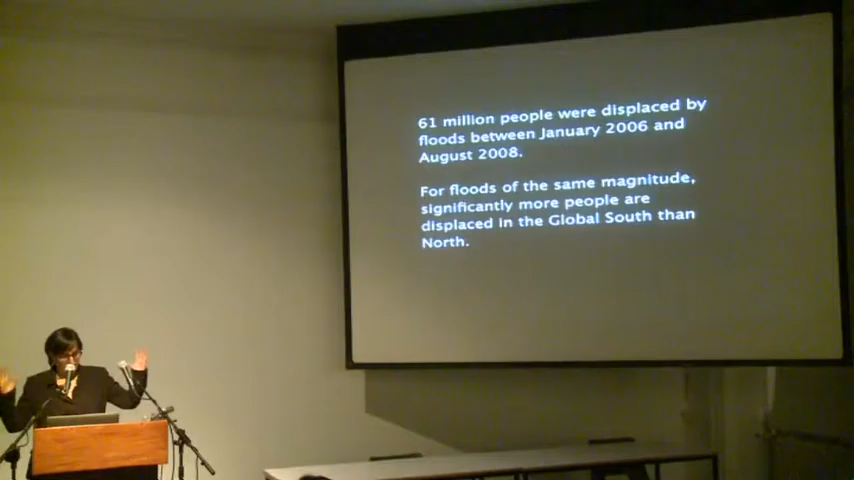 61 million people were displaced by
floods between January 2006 and
August 2008.
For floods of the same magnitude,
significantly more people are
displaced in the Global South than
North.